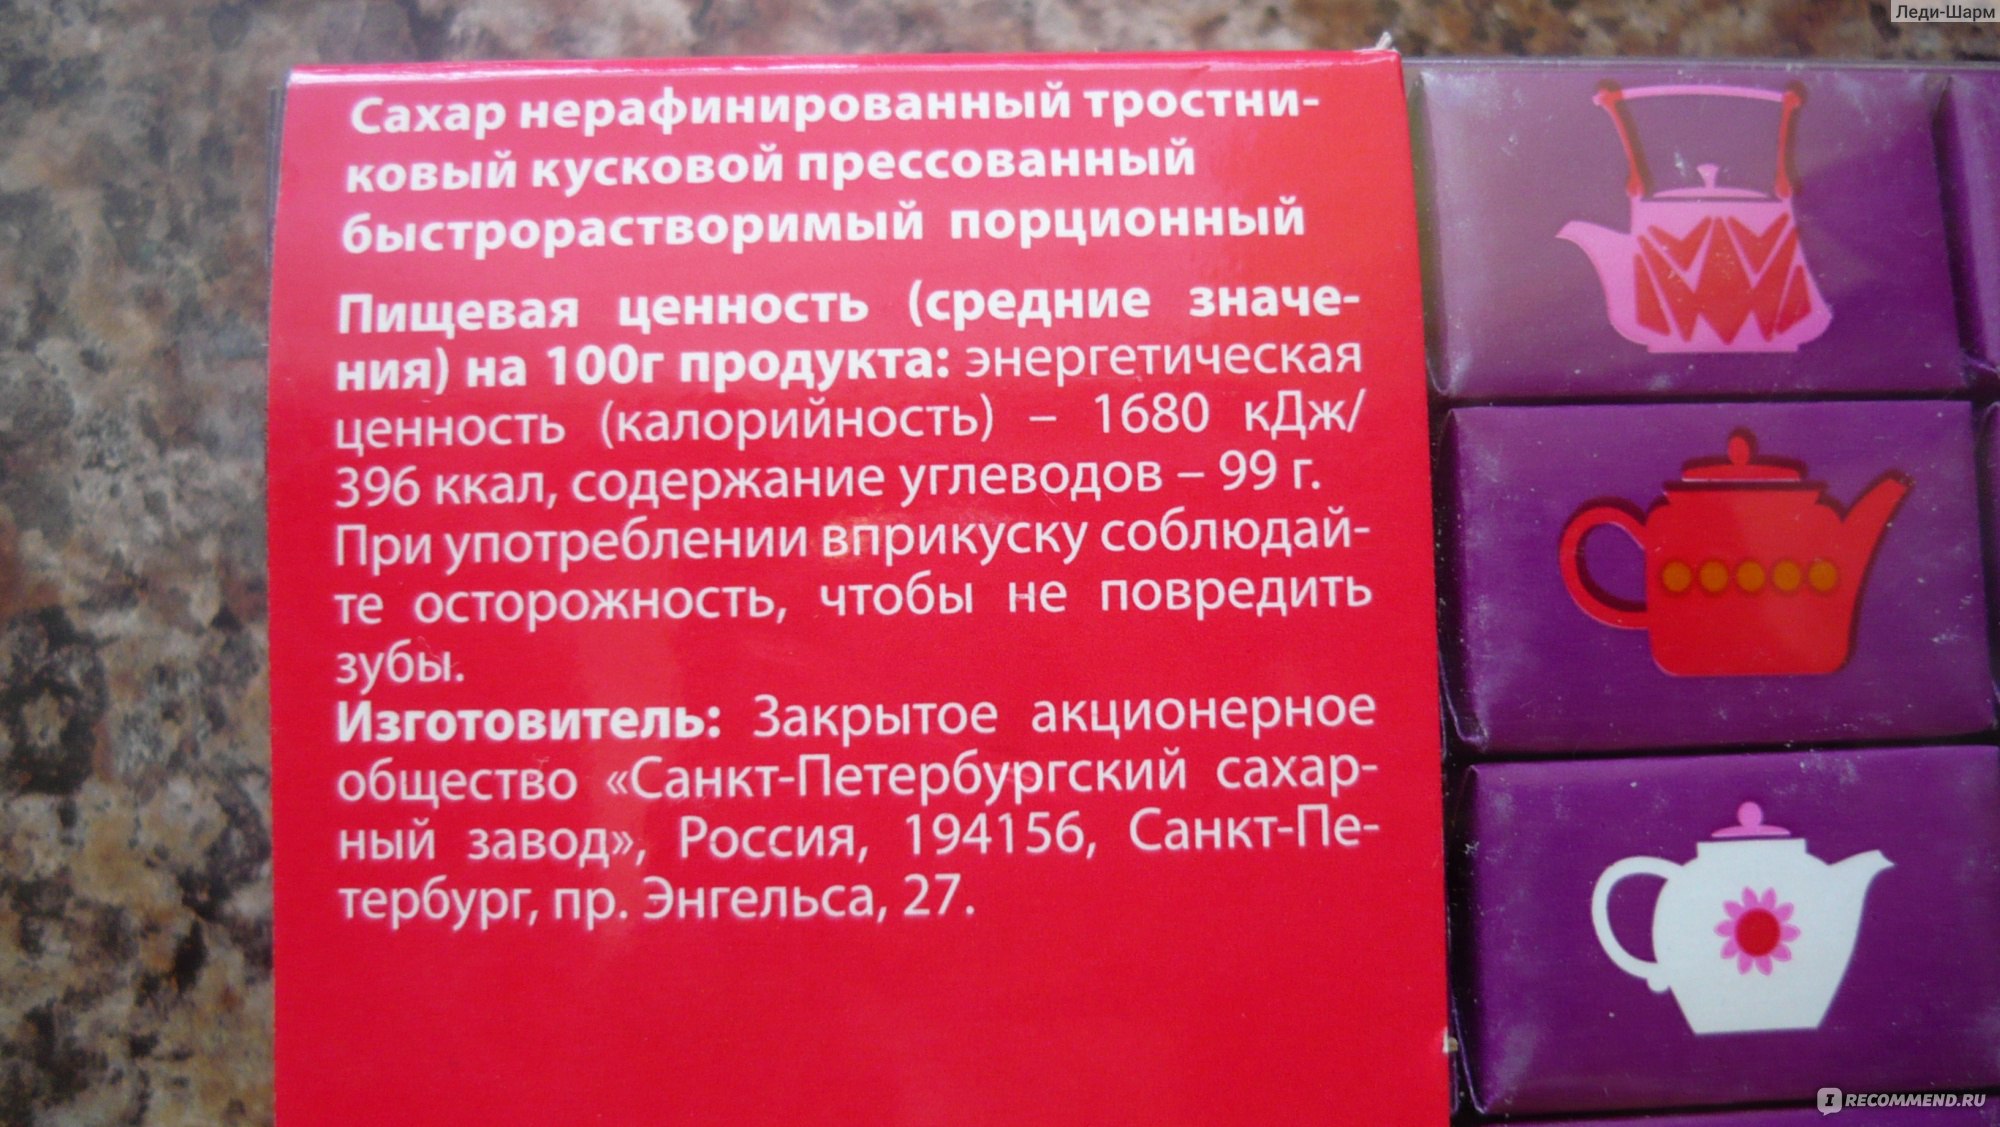 Леди-Шарм
Сахар нерафинированный тростни-
ковый кусковой прессованный
быстрорастворимый порционный
Пищевая ценность (средние значе-
ния) на 100г продукта: энергетическая
ценность (калорийность) – 1680 кДж/
396 ккал, содержание углеводов – 99 г.
При употреблении вприкуску соблюдай-
те осторожность, чтобы не повредить
зубы.
Изготовитель: Закрытое акционерное
общество «Санкт-Петербургский сахар-
ный завод», Россия, 194156, Санкт-Пе-
тербург, пр. Энгельса, 27.
I RECOMMEND.RU